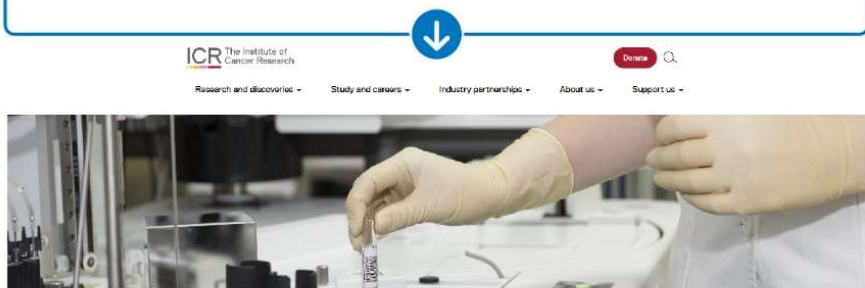 ICR The Institute of
Cancer Research
Donate
Research and discoveries
Study and careers
Industry partnerships
About us
Support us